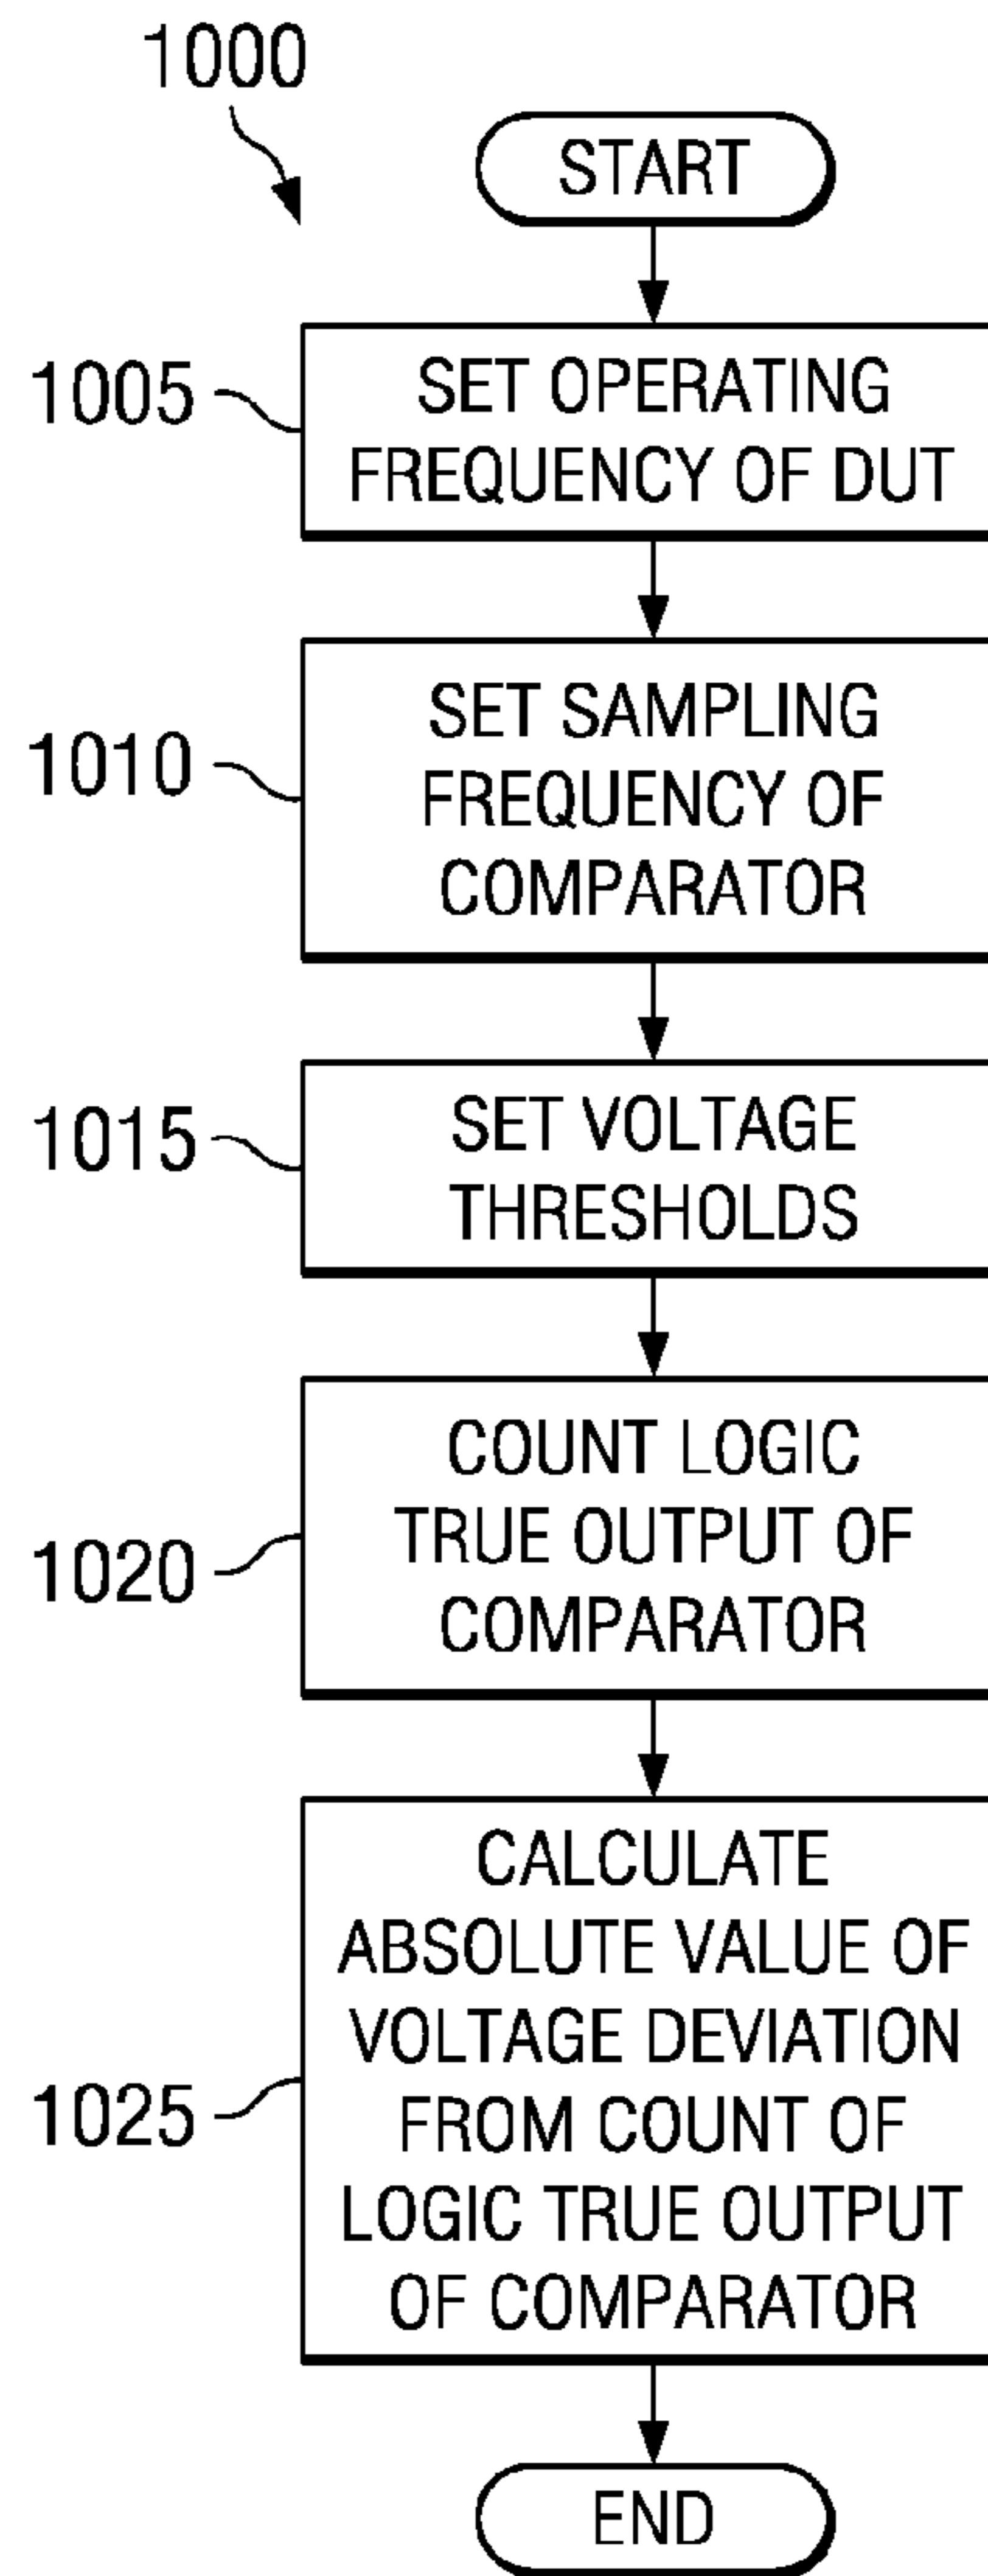 1000
START
1005
SET OPERATING
FREQUENCY OF DUT
1010
SET SAMPLING
FREQUENCY OF
COMPARATOR
1015
SET VOLTAGE
THRESHOLDS
1020
COUNT LOGIC
TRUE OUTPUT OF
COMPARATOR
1025
CALCULATE
ABSOLUTE VALUE OF
VOLTAGE DEVIATION
FROM COUNT OF
LOGIC TRUE OUTPUT
OF COMPARATOR
END